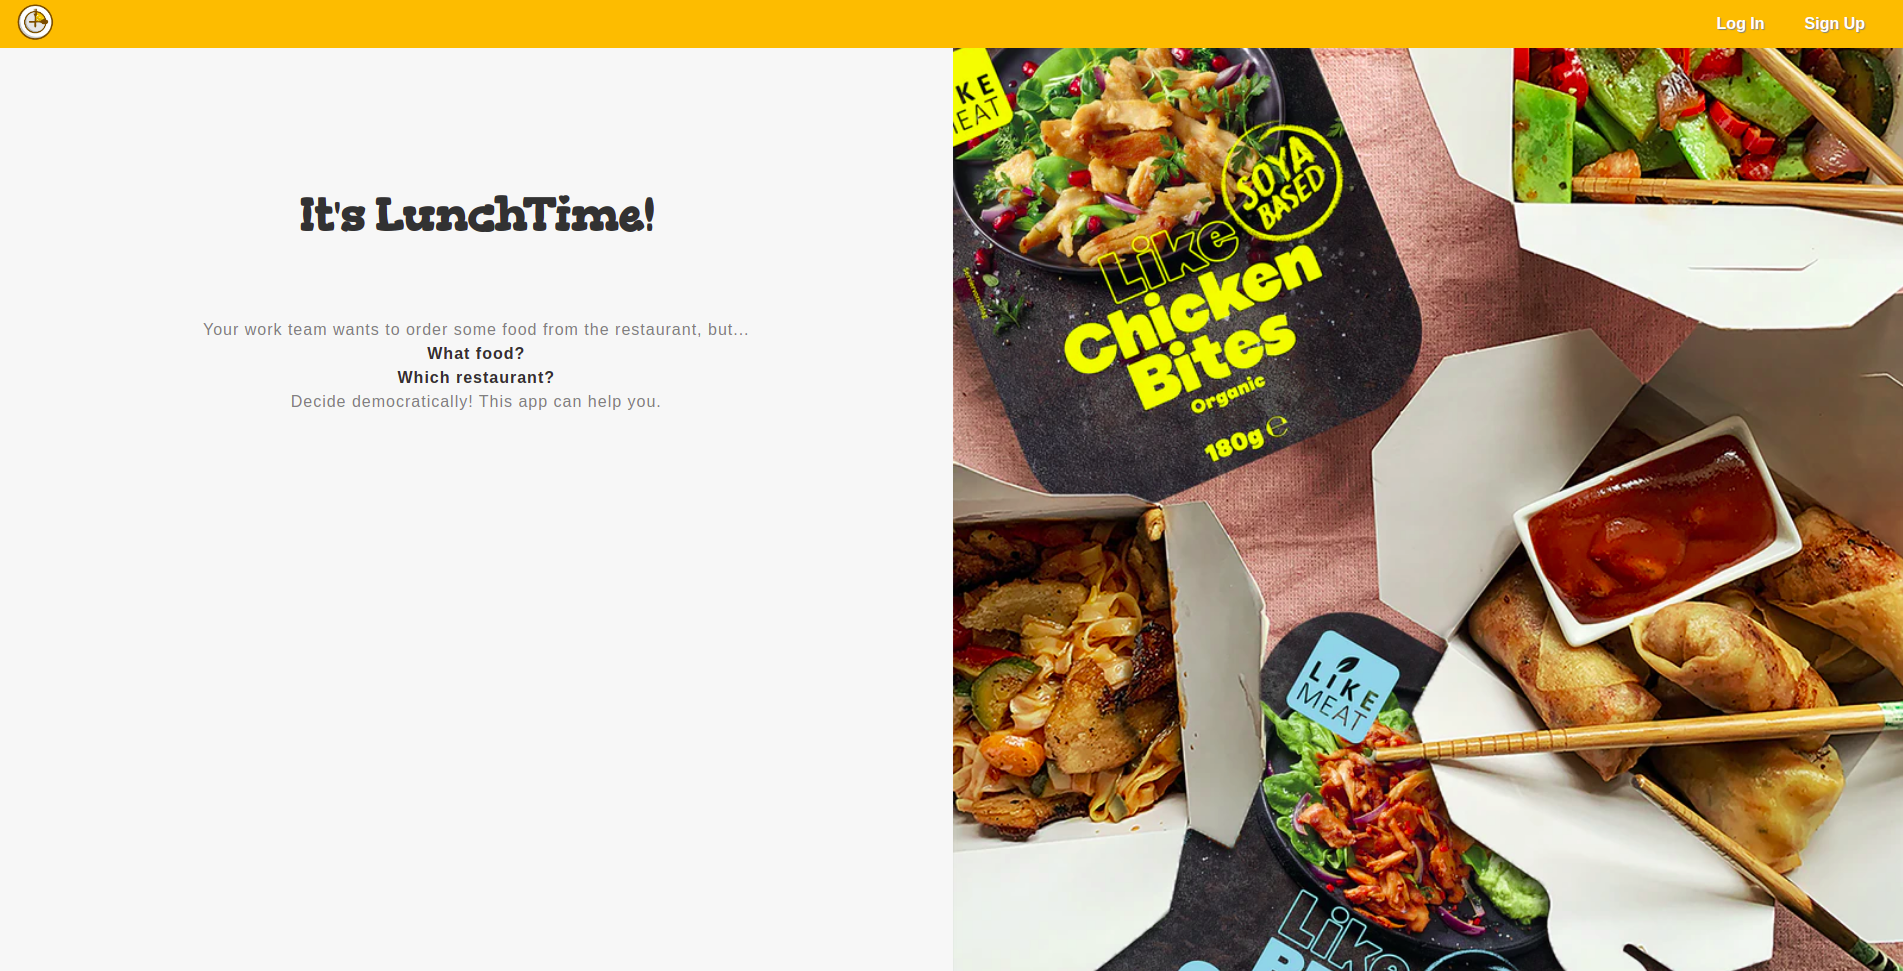 Log In
Sign Up
It's LunchTime!
Your work team wants to order some food from the restaurant, but...
What food?
Which restaurant?
Decide democratically! This app can help you.
KE
EAT
SOYA
BASED
Like
Chicken
Bites
Organic
180g ℮
LIKE
MEAT
Like